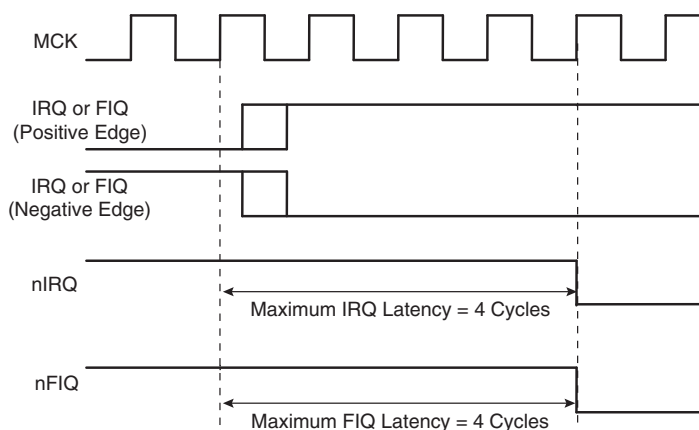 MCK
IRQ or FIQ
(Positive Edge)
IRQ or FIQ
(Negative Edge)
nIRQ
Maximum IRQ Latency = 4 Cycles
nFIQ
Maximum FIQ Latency = 4 Cycles